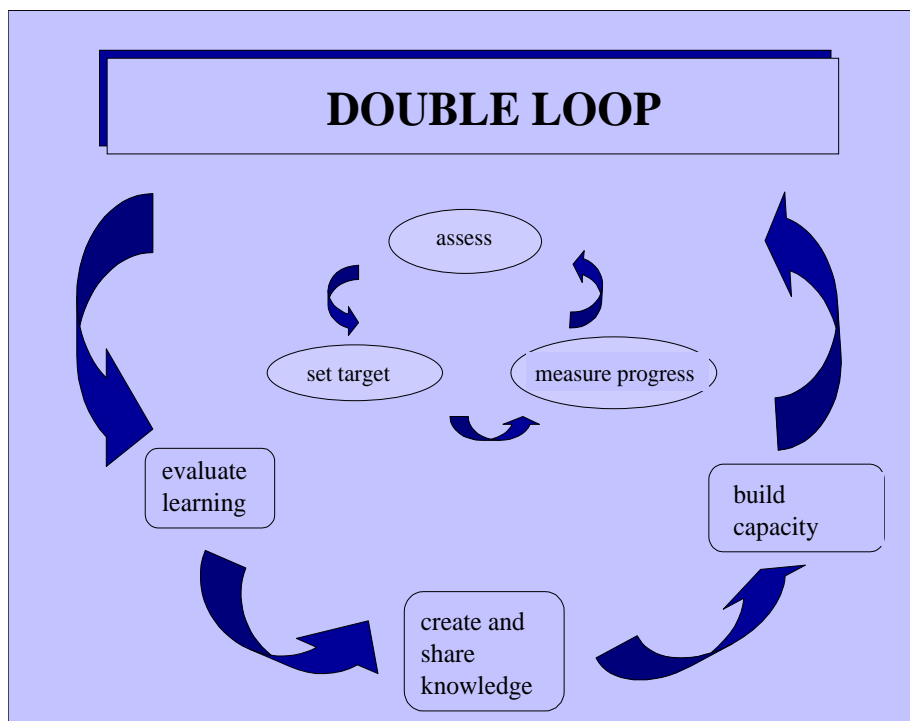 DOUBLE LOOP
assess
set target
measure progress
evaluate
learning
build
capacity
create and
share
knowledge